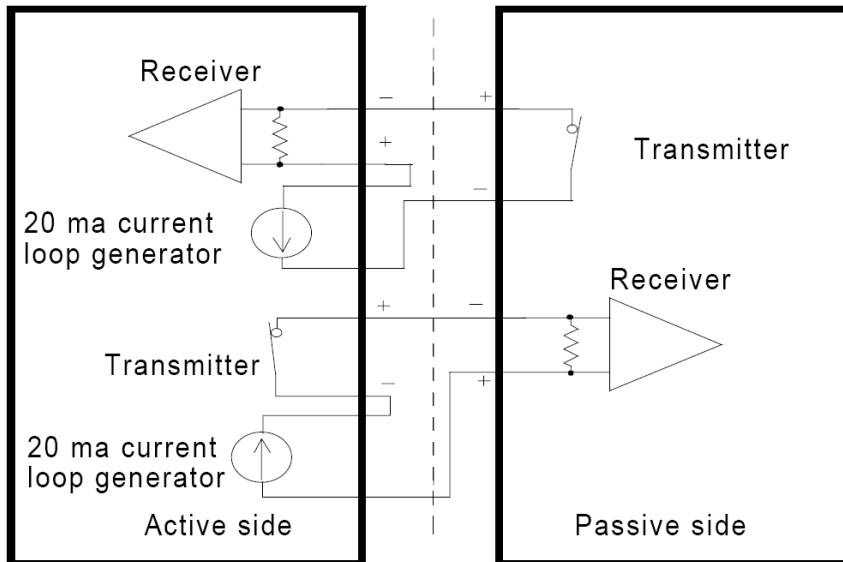 Receiver
− +
+
Transmitter
−
20 ma current
loop generator
Receiver
+ −
Transmitter
− +
20 ma current
loop generator
Active side
Passive side